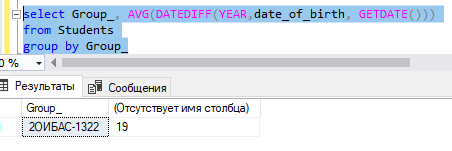 select Group_, AVG(DATEDIFF(YEAR,date_of_birth, GETDATE()))
from Students
group by Group_
0 %
Результаты Сообщения
Group_ (Отсутствует имя столбца)
2ОИБАС-1322 19